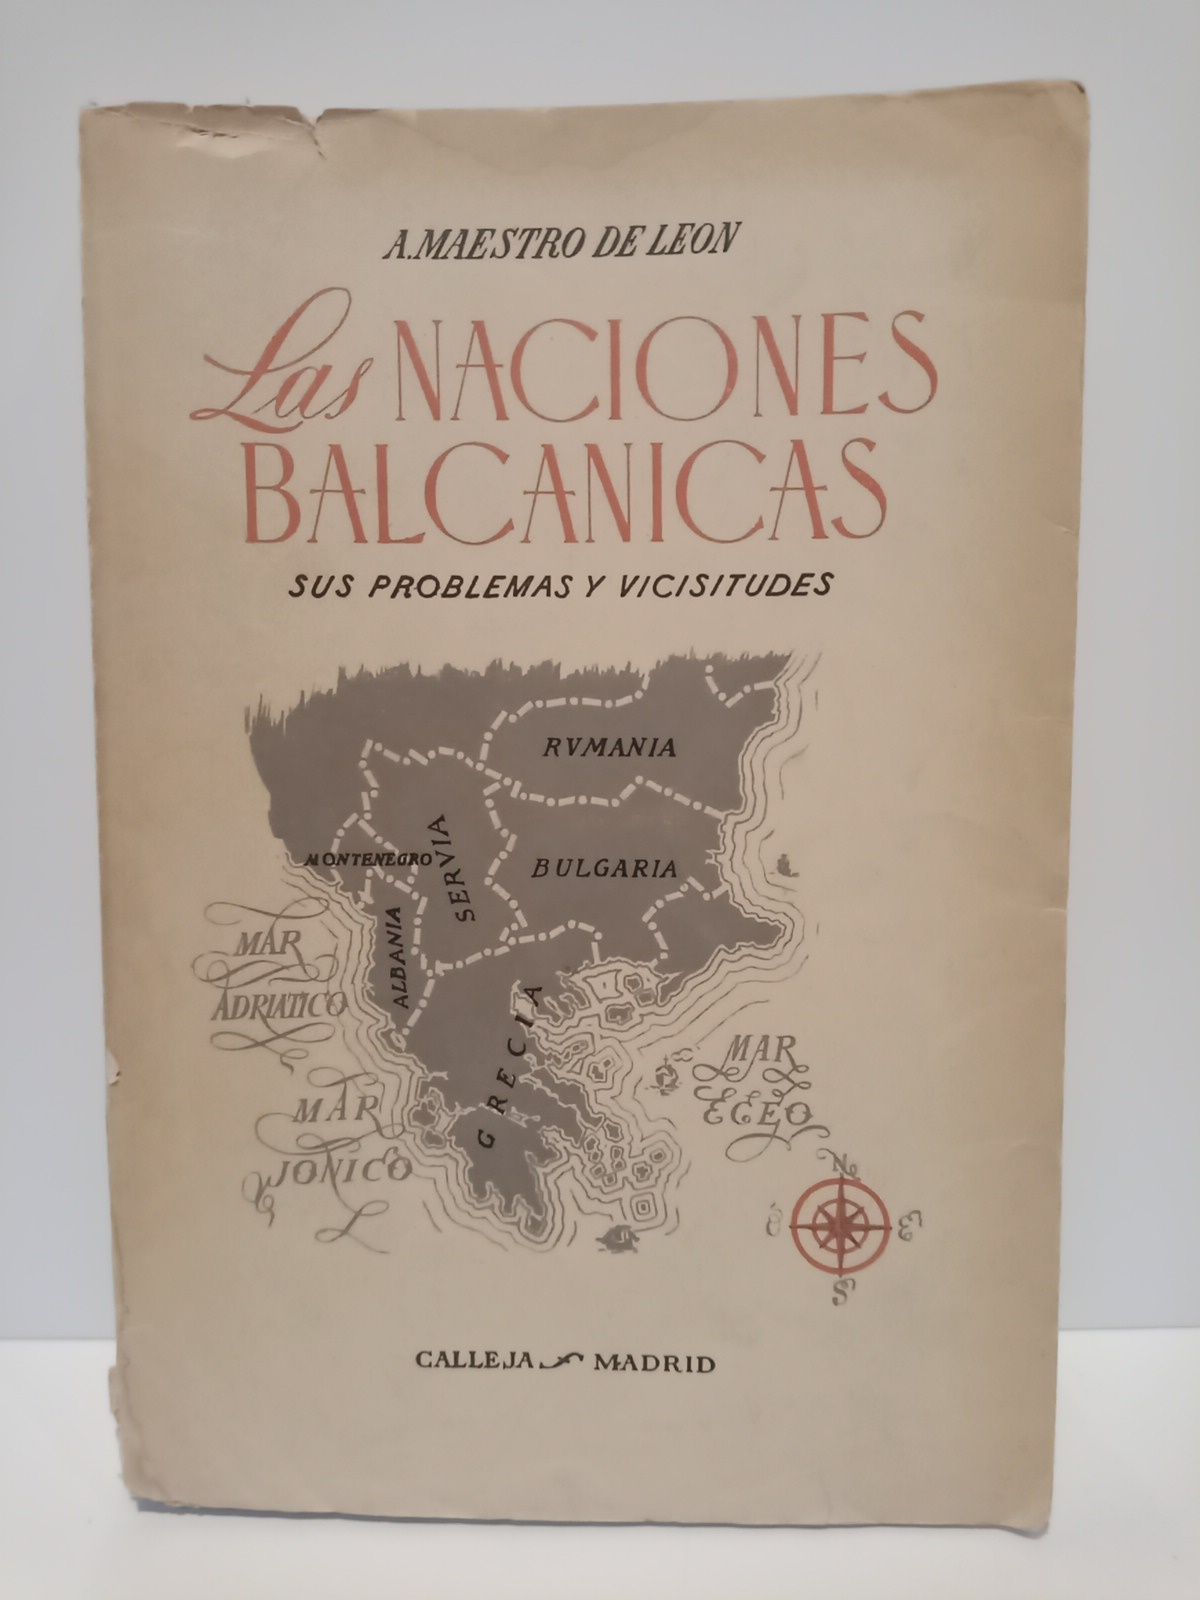 A. MAESTRO DE LEON
Las NACIONES
BALCANICAS
SUS PROBLEMAS Y VICISITUDES
RVMANIA
SERVIA
MONTENEGRO
BULGARIA
ALBANIA
MAR
ADRIATICO
GRECIA
MAR
EGEO
MAR
JONICO
N
E
S
CALLEJA MADRID